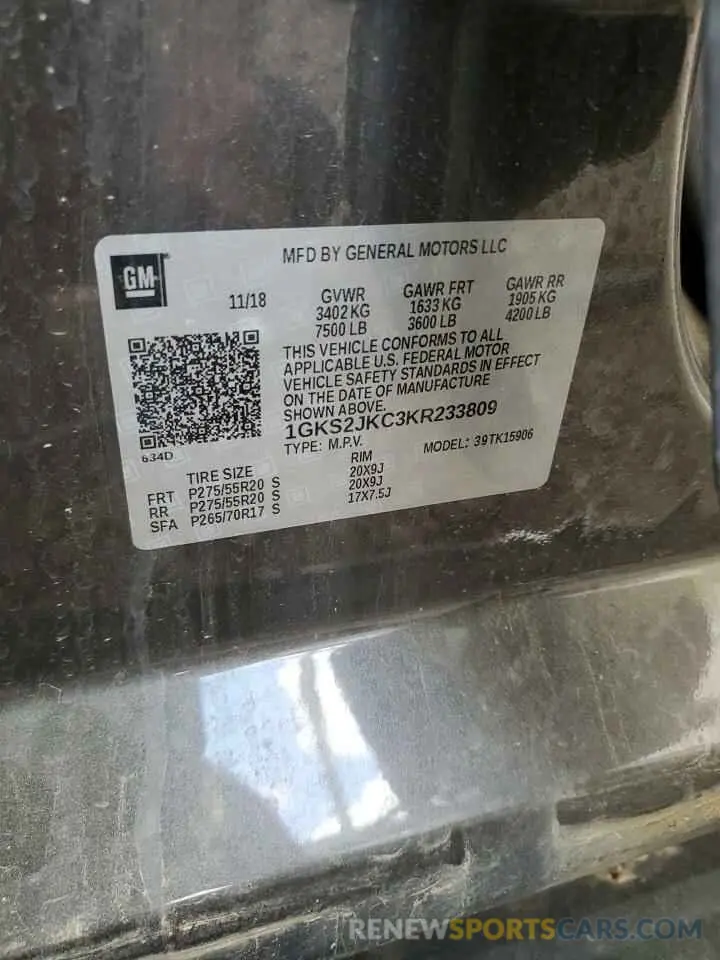 MFD BY GENERAL MOTORS LLC
GM
11/18
GVWR
3402 KG
7500 LB
GAWR FRT
1633 KG
3600 LB
GAWR RR
1905 KG
4200 LB
THIS VEHICLE CONFORMS TO ALL
APPLICABLE U.S. FEDERAL MOTOR
VEHICLE SAFETY STANDARDS IN EFFECT
ON THE DATE OF MANUFACTURE
SHOWN ABOVE.
1GKS2JKC3KR233809
TYPE: M.P.V. MODEL: 39TK15906
634D
TIRE SIZE RIM
FRT P275/55R20 S 20X9J
RR P275/55R20 S 20X9J
SFA P265/70R17 S 17X7.5J
RENEWSPORTSCARS.COM